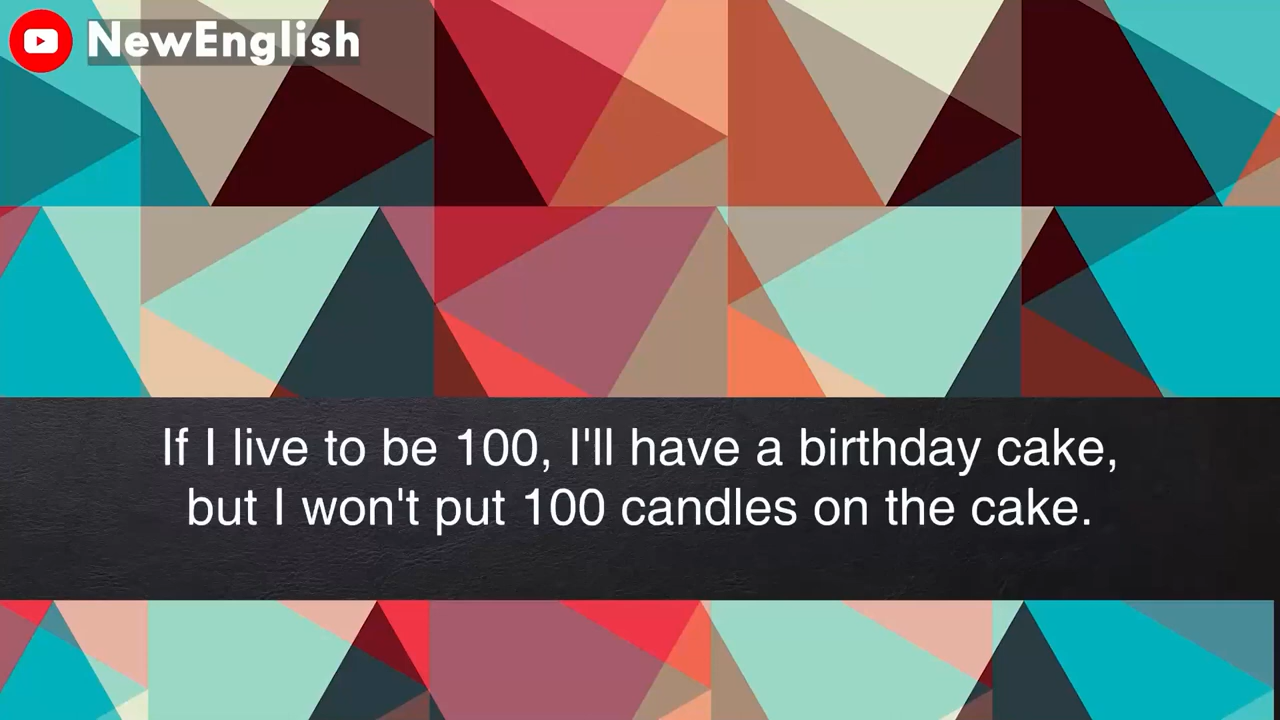 NewEnglish
If I live to be 100, I'll have a birthday cake,
but I won't put 100 candles on the cake.